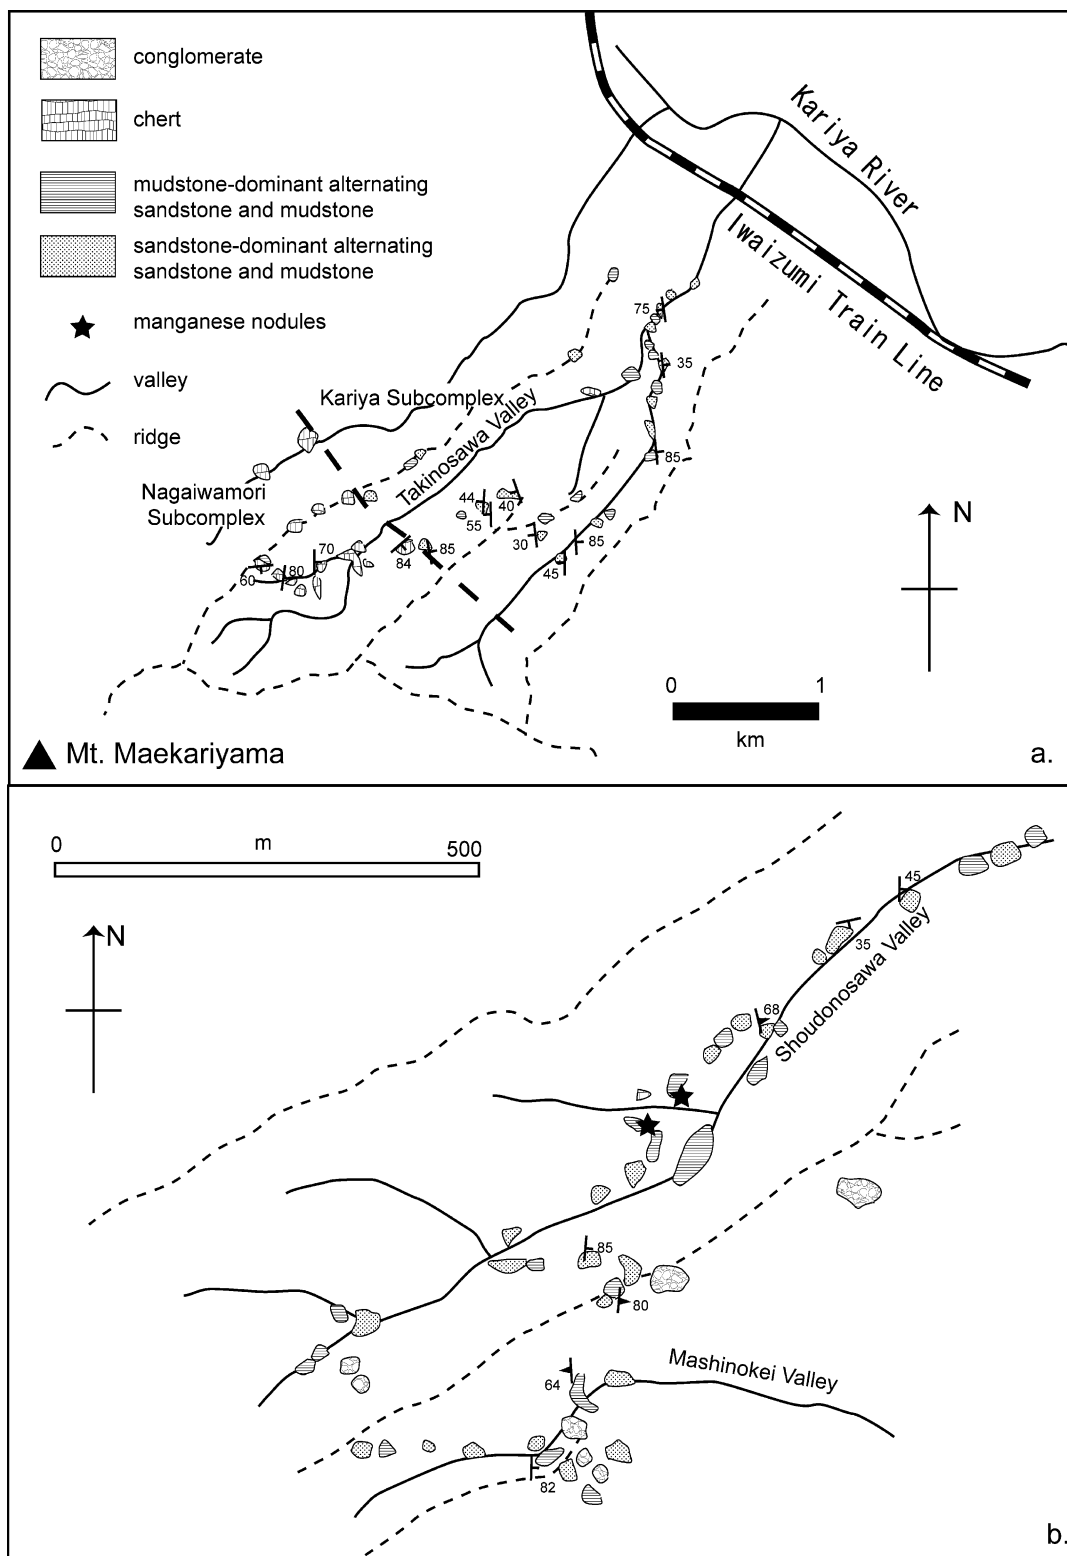 conglomerate
chert
mudstone-dominant alternating
sandstone and mudstone
sandstone-dominant alternating
sandstone and mudstone
manganese nodules
valley
ridge
Kariya River
Iwaizumi Train Line
75
35
Kariya Subcomplex
Takinosawa Valley
85
Nagaiwamori
Subcomplex
44
40
55
30
85
45
70
80
60
84
85
N
0 1
km
Mt. Maekariyama
a.
0 m 500
N
45
35
68
Shoudonosawa Valley
85
80
64
Mashinokei Valley
82
b.